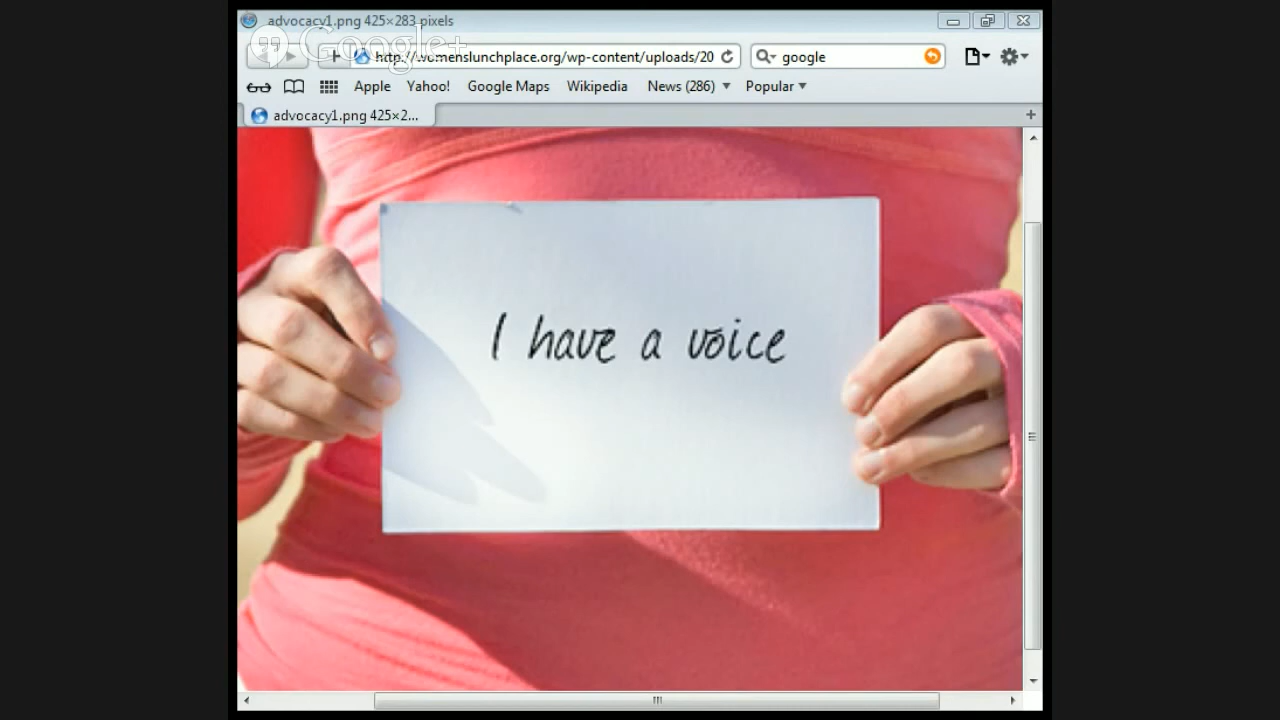 advocacy1.png 425×283 pixels
Google+
http://womenslunchplace.org/wp-content/uploads/20
google
Apple Yahoo! Google Maps Wikipedia News (286) Popular
advocacy1.png 425×2...
I have a voice